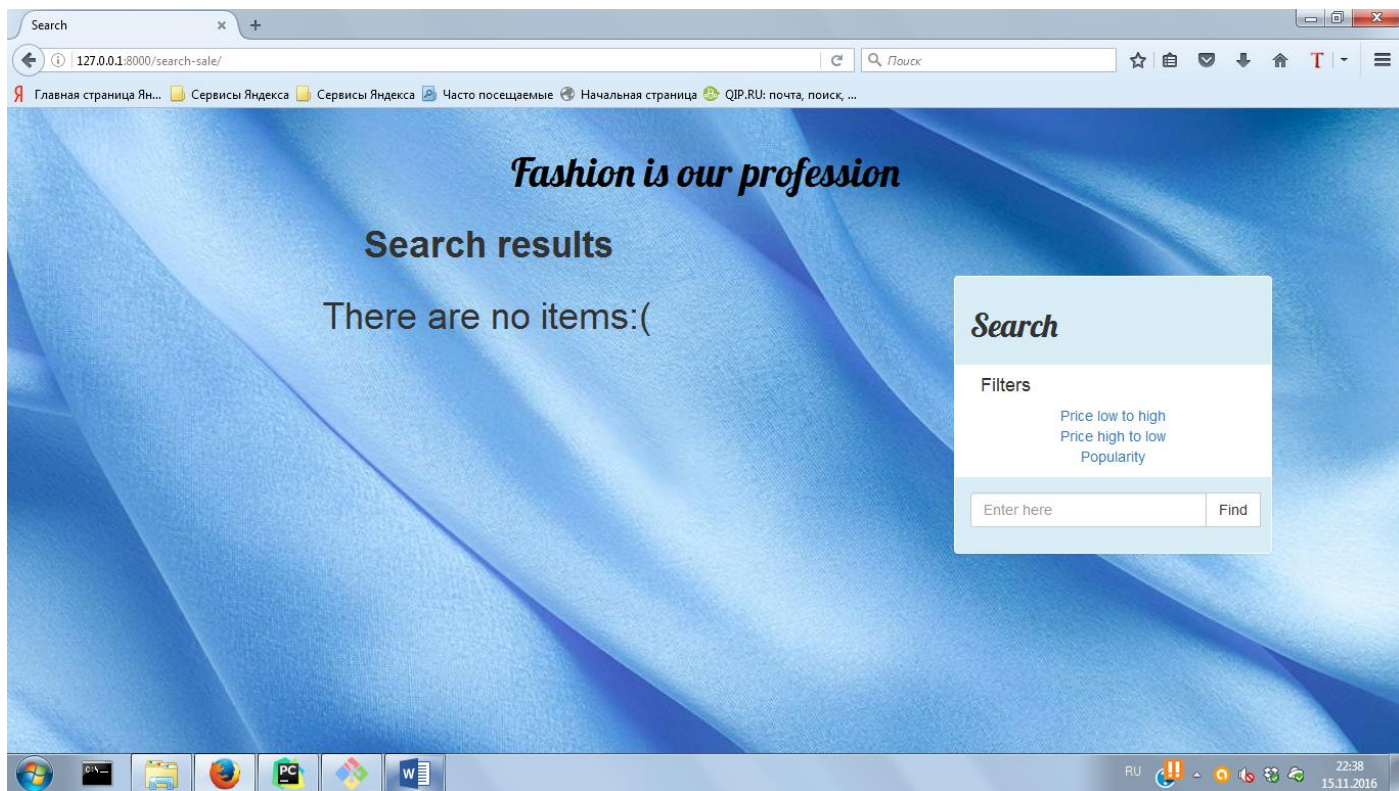 Search
127.0.0.1:8000/search-sale/
Поиск
Главная страница Ян... Сервисы Яндекса Сервисы Яндекса Часто посещаемые Начальная страница QIP.RU: почта, поиск, ...
Fashion is our profession
Search results
There are no items:(
Search
Filters
Price low to high
Price high to low
Popularity
Enter here Find
C:\_
PC
W
RU
22:38
15.11.2016